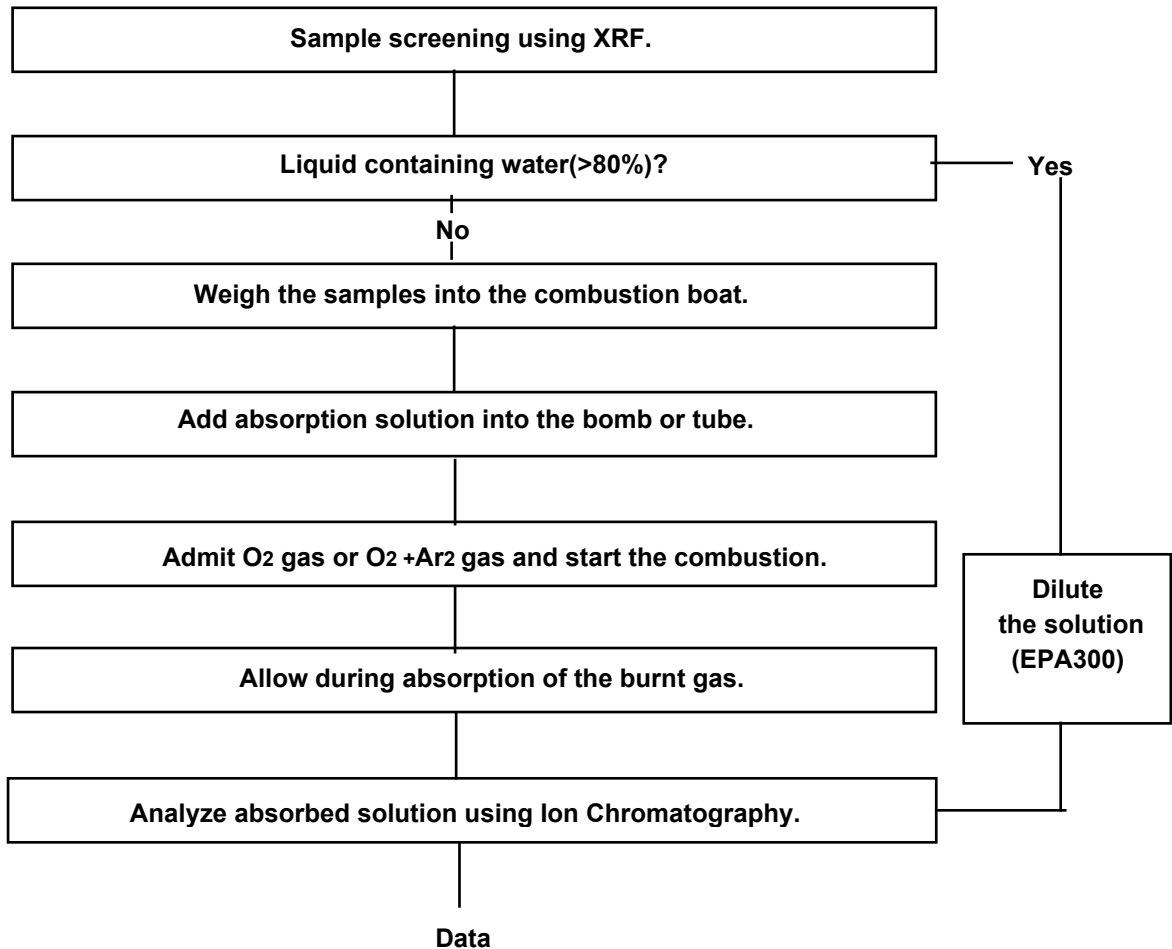 Sample screening using XRF.
Liquid containing water(>80%)?
Yes
No
Weigh the samples into the combustion boat.
Add absorption solution into the bomb or tube.
Admit O2 gas or O2 +Ar2 gas and start the combustion.
Dilute
the solution
(EPA300)
Allow during absorption of the burnt gas.
Analyze absorbed solution using Ion Chromatography.
Data